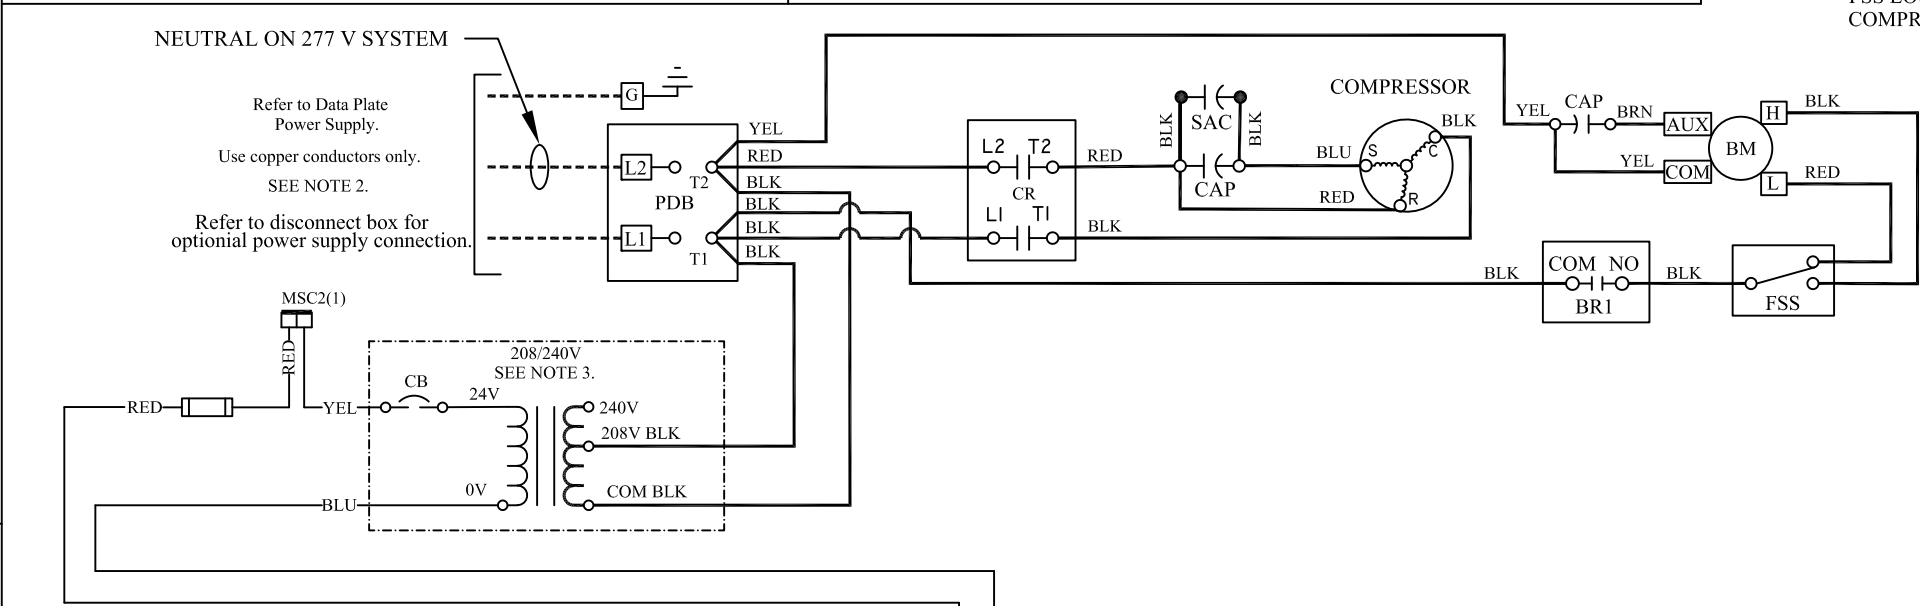 FSS LO
COMPR
NEUTRAL ON 277 V SYSTEM
Refer to Data Plate
Power Supply.
Use copper conductors only.
SEE NOTE 2.
Refer to disconnect box for
optionial power supply connection.
G
L2
T2
PDB
L1
T1
YEL
RED
BLK
BLK
BLK
BLK
L2 T2
CR
L1 T1
RED
BLK
BLK
SAC
BLK
CAP
BLU
RED
COMPRESSOR
S
C
R
BLK
YEL
CAP
BRN
AUX
YEL
COM
BM
H
BLK
L
RED
BLK
COM NO
BR1
BLK
FSS
MSC2(1)
RED
RED
YEL
CB
208/240V
SEE NOTE 3.
24V
240V
208V BLK
0V
COM BLK
BLU